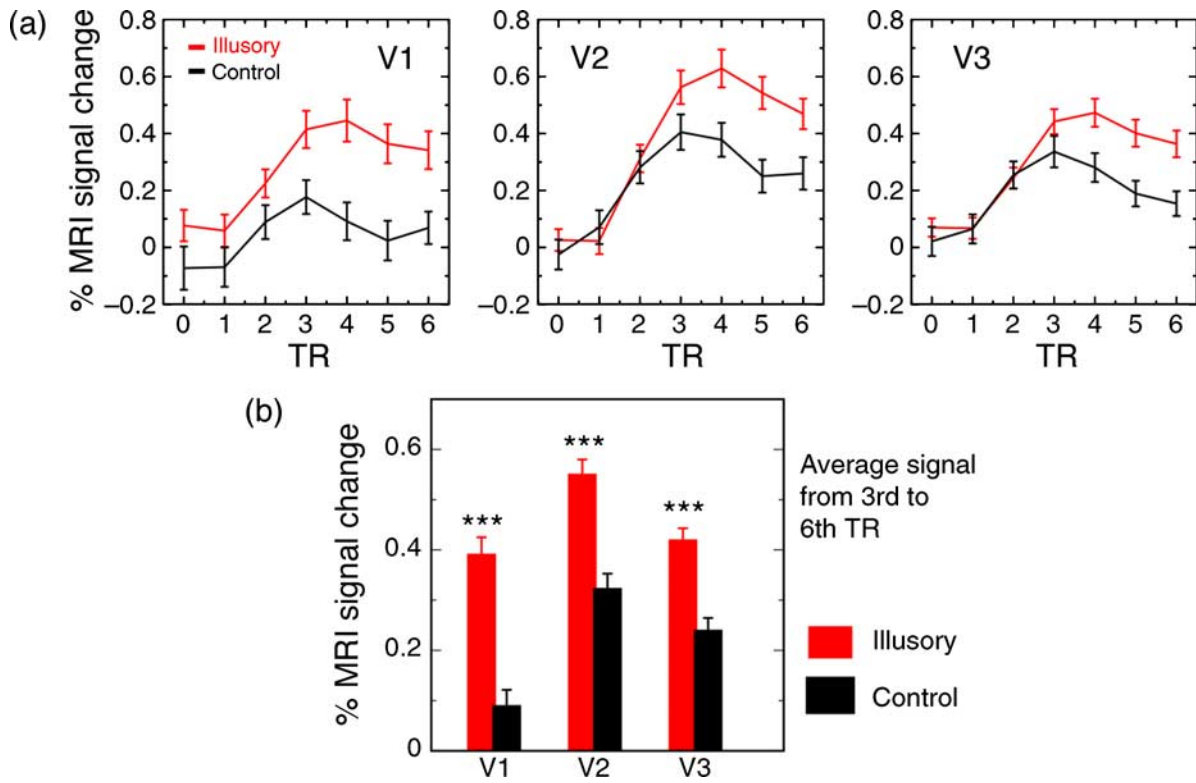 (a)
% MRI signal change
0.8
0.6
0.4
0.2
0
–0.2
Illusory
Control
V1
0 1 2 3 4 5 6
TR
0.8
0.6
0.4
0.2
0
–0.2
V2
0 1 2 3 4 5 6
TR
0.8
0.6
0.4
0.2
0
–0.2
V3
0 1 2 3 4 5 6
TR
(b)
% MRI signal change
0.6
0.4
0.2
0
***
***
***
V1 V2 V3
Average signal
from 3rd to
6th TR
Illusory
Control